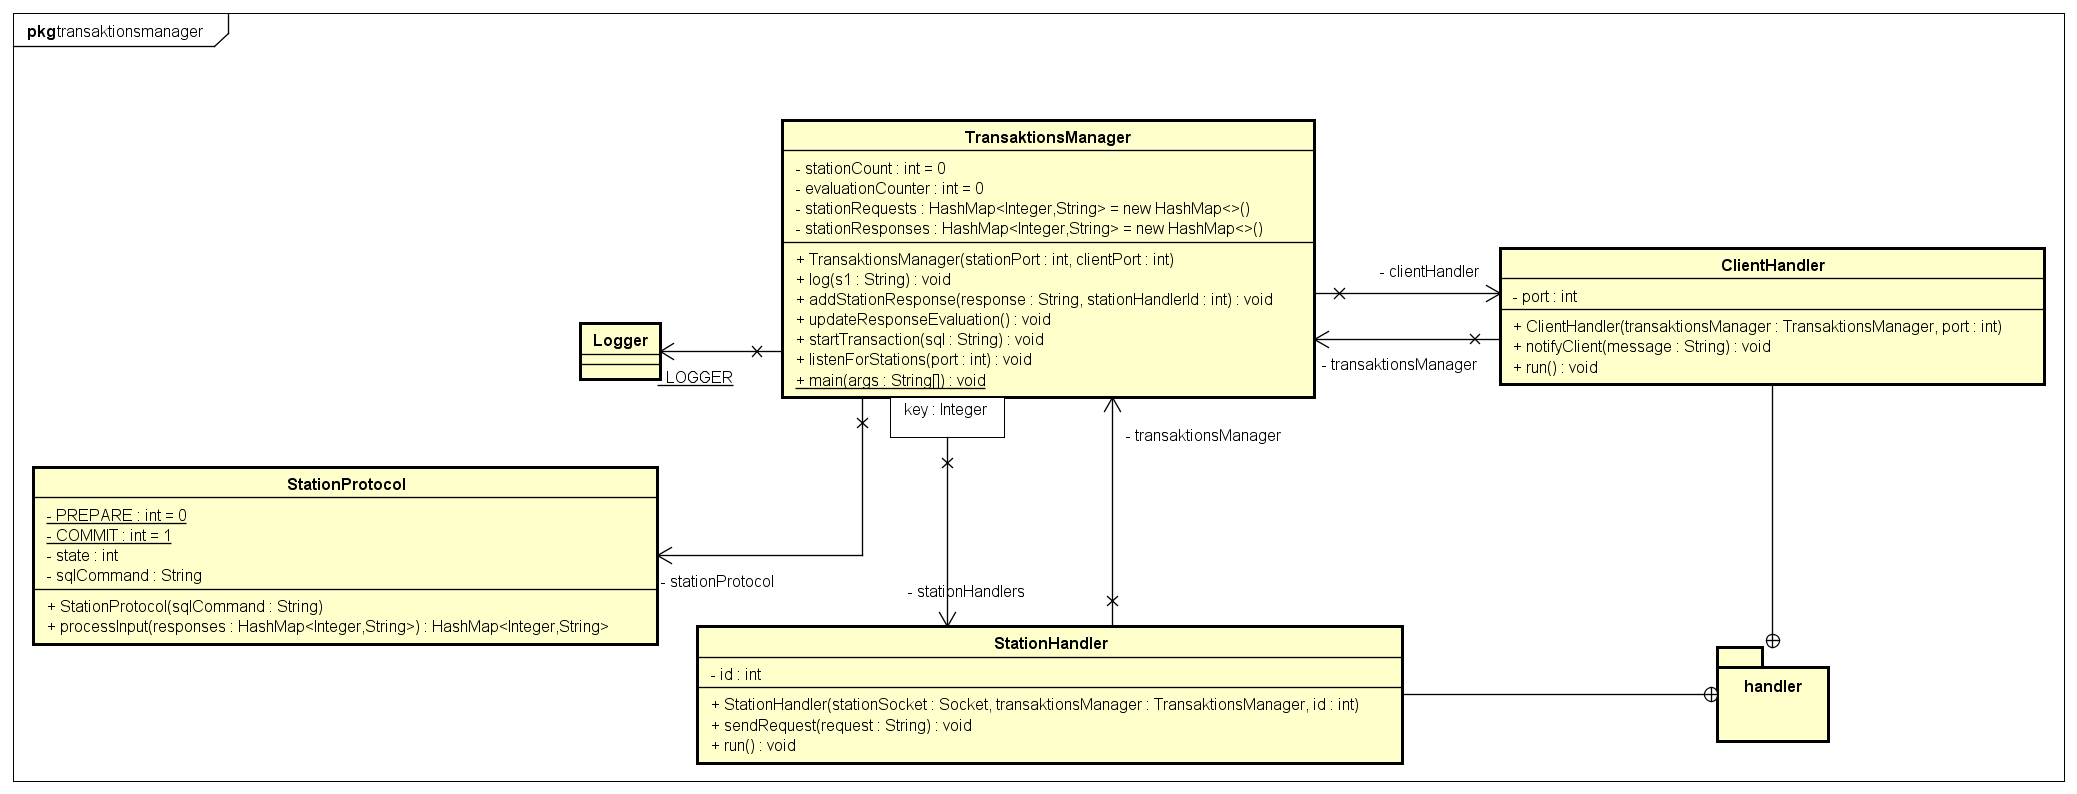 pkg transaktionsmanager
TransaktionsManager
- stationCount : int = 0
- evaluationCounter : int = 0
- stationRequests : HashMap<Integer,String> = new HashMap<>()
- stationResponses : HashMap<Integer,String> = new HashMap<>()
+ TransaktionsManager(stationPort : int, clientPort : int)
+ log(s1 : String) : void
+ addStationResponse(response : String, stationHandlerId : int) : void
+ updateResponseEvaluation() : void
+ startTransaction(sql : String) : void
+ listenForStations(port : int) : void
+ main(args : String[]) : void
key : Integer
- clientHandler
- transaktionsManager
ClientHandler
- port : int
+ ClientHandler(transaktionsManager : TransaktionsManager, port : int)
+ notifyClient(message : String) : void
+ run() : void
Logger
LOGGER
- transaktionsManager
StationProtocol
- PREPARE : int = 0
- COMMIT : int = 1
- state : int
- sqlCommand : String
+ StationProtocol(sqlCommand : String)
+ processInput(responses : HashMap<Integer,String>) : HashMap<Integer,String>
- stationProtocol
- stationHandlers
StationHandler
- id : int
+ StationHandler(stationSocket : Socket, transaktionsManager : TransaktionsManager, id : int)
+ sendRequest(request : String) : void
+ run() : void
handler